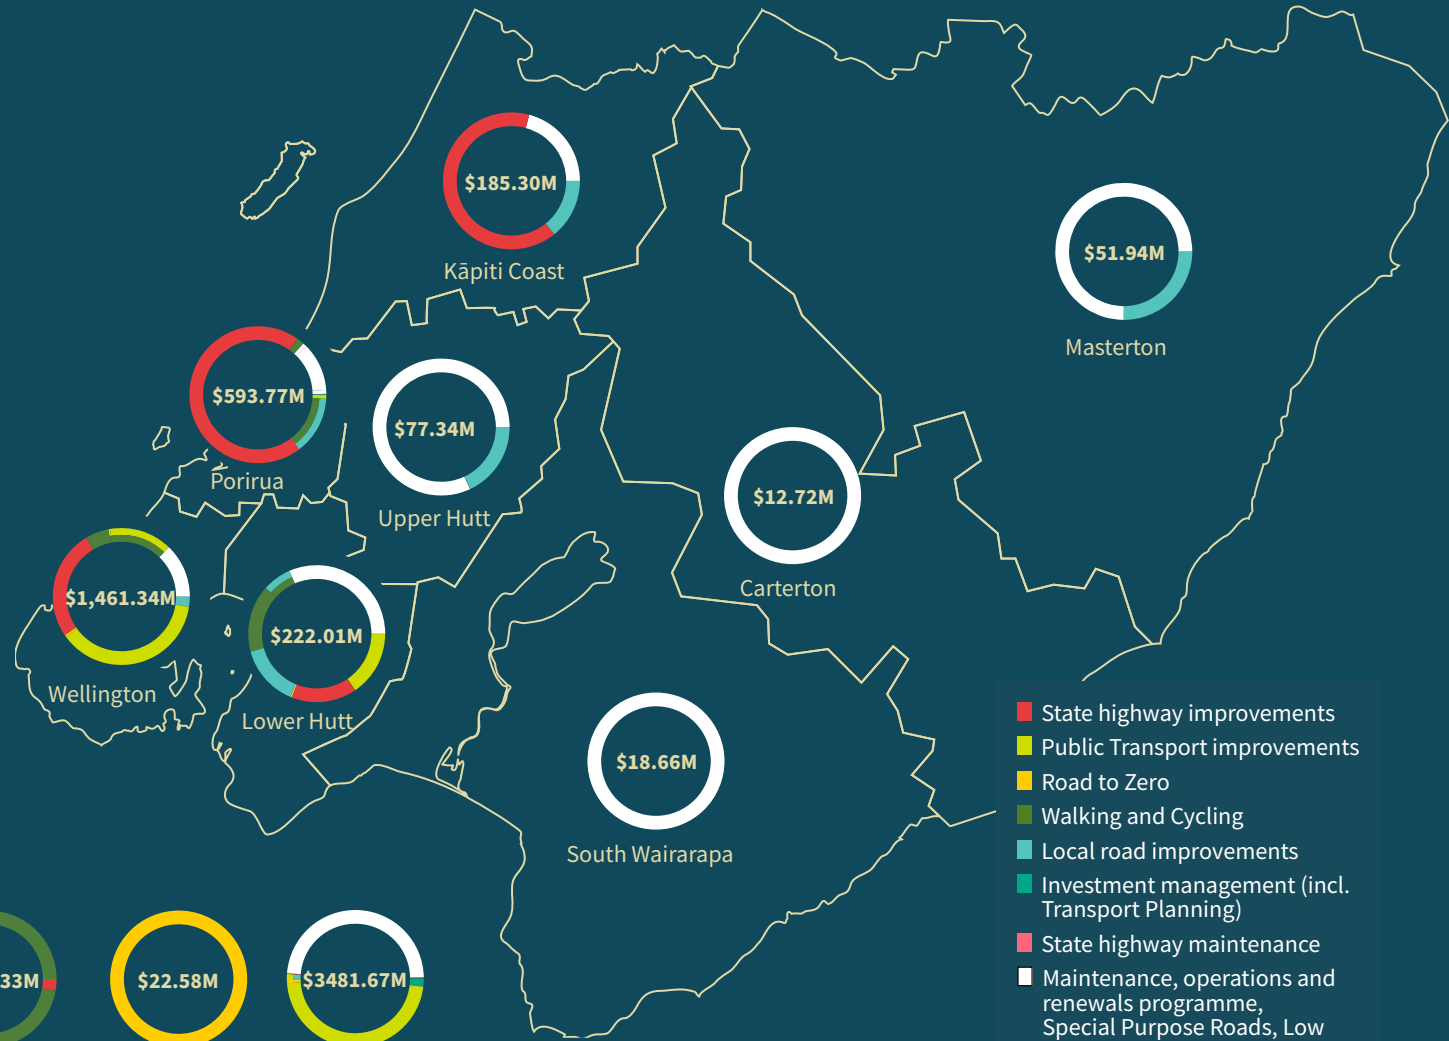 $185.30M
Kāpiti Coast
$51.94M
Masterton
$593.77M
Porirua
$77.34M
Upper Hutt
$12.72M
Carterton
$1,461.34M
Wellington
$222.01M
Lower Hutt
$18.66M
South Wairarapa
33M
$22.58M
$3481.67M
State highway improvements
Public Transport improvements
Road to Zero
Walking and Cycling
Local road improvements
Investment management (incl.
Transport Planning)
State highway maintenance
Maintenance, operations and
renewals programme,
Special Purpose Roads, Low